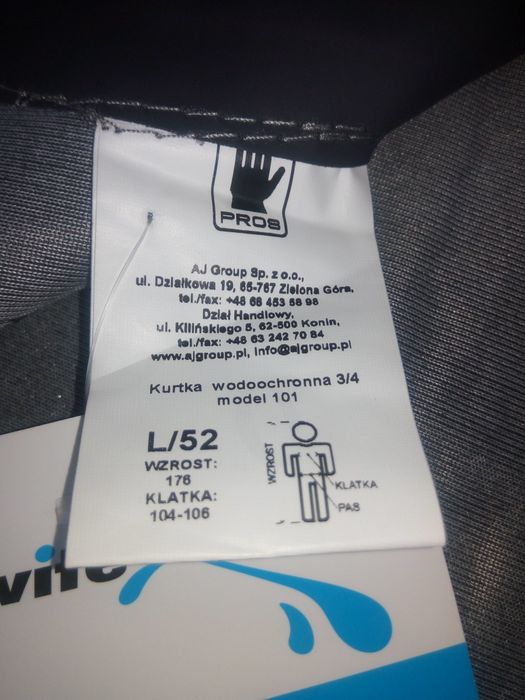 PROS
AJ Group Sp. z o.o.,
ul. Działkowa 19, 65-767 Zielona Góra,
tel./fax: +48 68 453 58 98
Dział Handlowy,
ul. Kilińskiego 5, 62-500 Konin,
tel./fax: +48 63 242 70 84
www.ajgroup.pl, info@ajgroup.pl
Kurtka wodoochronna 3/4
model 101
L/52
WZROST:
176
KLATKA:
104-106
WZROST
KLATKA
PAS